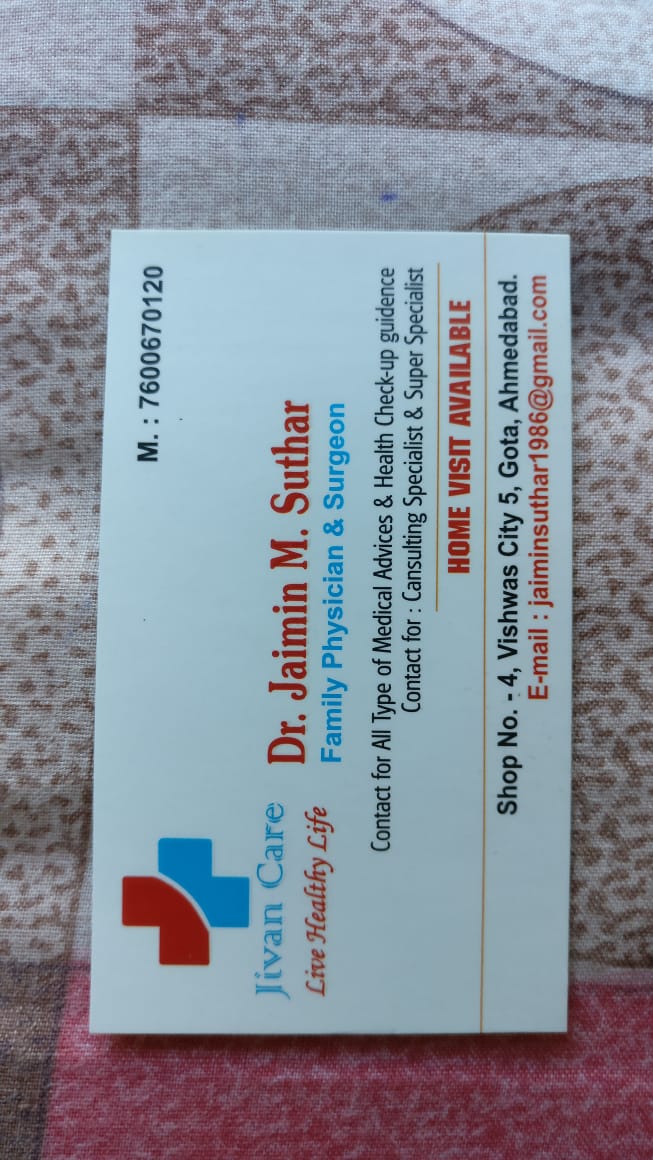 M. : 7600670120
Jivan Care
Live Healthy Life
Dr. Jaimin M. Suthar
Family Physician & Surgeon
Contact for All Type of Medical Advices & Health Check-up guidence
Contact for : Cansulting Specialist & Super Specialist
HOME VISIT AVAILABLE
Shop No. - 4, Vishwas City 5, Gota, Ahmedabad.
E-mail : jaiminsuthar1986@gmail.com